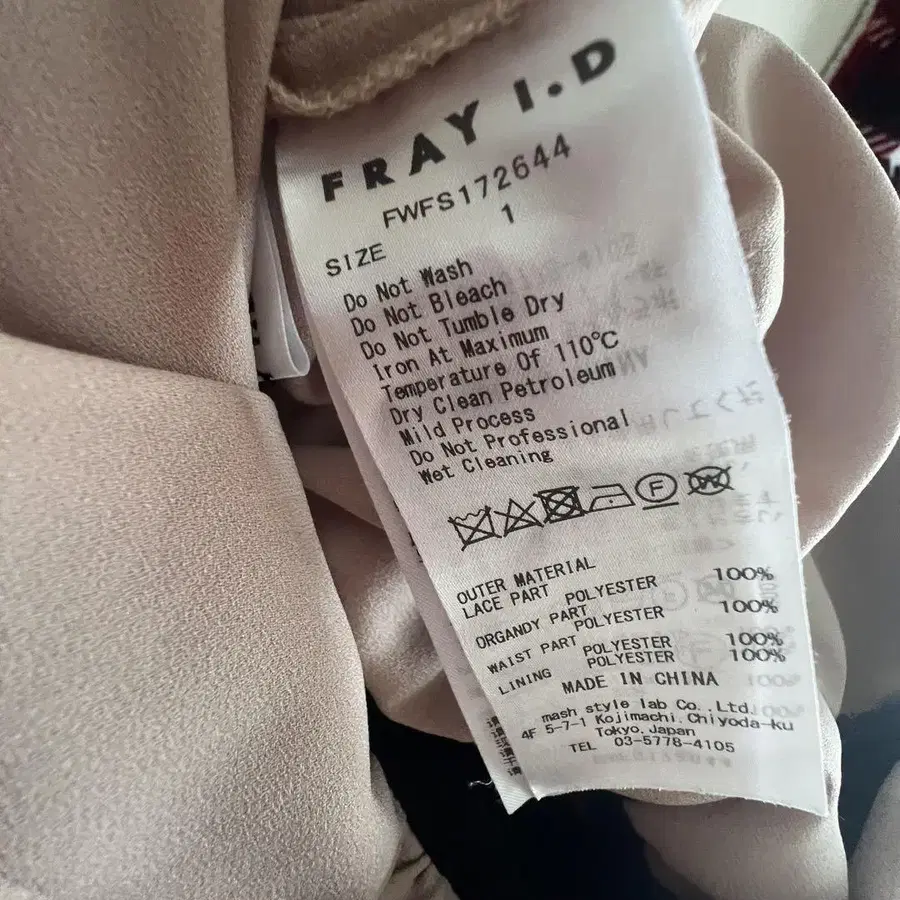 FRAY I.D
FWFS172644
SIZE 1
Do Not Wash
Do Not Bleach
Do Not Tumble Dry
Iron At Maximum
Temperature Of 110℃
Dry Clean Petroleum
Mild Process
Do Not Professional
Wet Cleaning
F W
OUTER MATERIAL
LACE PART
POLYESTER 100%
ORGANDY PART
POLYESTER 100%
WAIST PART
POLYESTER 100%
LINING POLYESTER 100%
MADE IN CHINA
mash style lab Co.,Ltd.
4F 5-7-1 Kojimachi.Chiyoda-ku
Tokyo.Japan
TEL 03-5778-4105